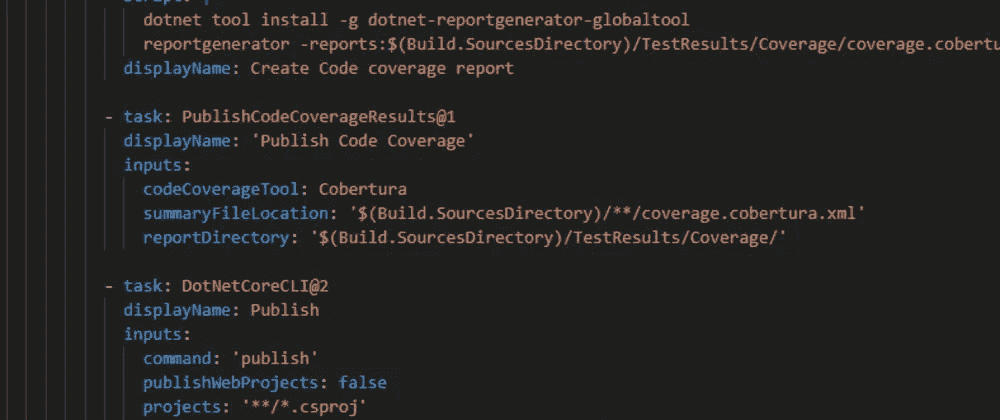 script: |
dotnet tool install -g dotnet-reportgenerator-globaltool
reportgenerator -reports:$(Build.SourcesDirectory)/TestResults/Coverage/coverage.cobertu
displayName: Create Code coverage report
- task: PublishCodeCoverageResults@1
displayName: 'Publish Code Coverage'
inputs:
codeCoverageTool: Cobertura
summaryFileLocation: '$(Build.SourcesDirectory)/**/coverage.cobertura.xml'
reportDirectory: '$(Build.SourcesDirectory)/TestResults/Coverage/'
- task: DotNetCoreCLI@2
displayName: Publish
inputs:
command: 'publish'
publishWebProjects: false
projects: '**/*.csproj'